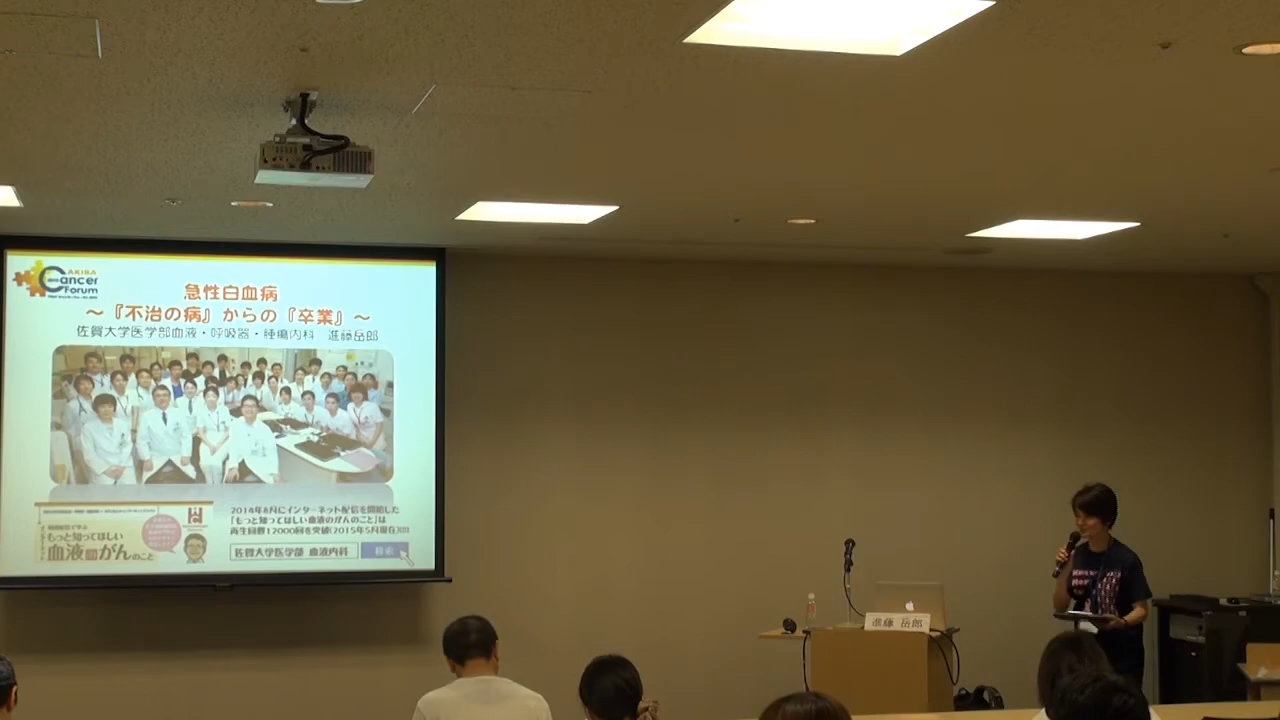 AKIBA
Cancer
Forum
急性白血病
～『不治の病』からの『卒業』～
佐賀大学医学部血液・呼吸器・腫瘍内科 進藤岳郎
2014年8月にインターネット配信を開始した
「もっと知ってほしい血液のがんのこと」は
再生回数12000回を突破(2015年5月現在)!!
もっと知ってほしい
血液のがんのこと
佐賀大学医学部 血液内科 検索
進藤 岳郎